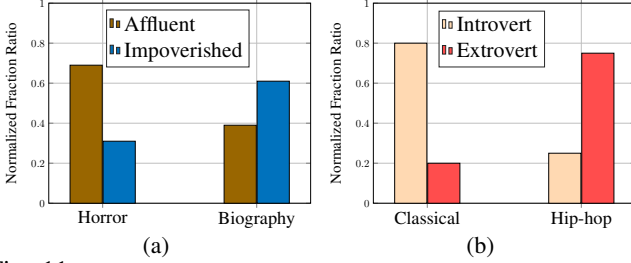 Normalized Fraction Ratio
1
0.8
0.6
0.4
0.2
0
Affluent
Impoverished
Horror
Biography
(a)
Normalized Fraction Ratio
1
0.8
0.6
0.4
0.2
0
Introvert
Extrovert
Classical
Hip-hop
(b)